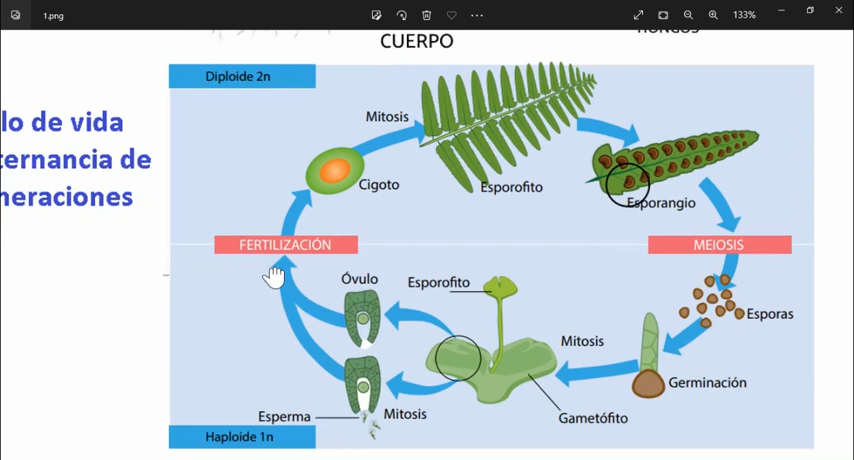 1.png
133%
CUERPO
HONGOS
Diploide 2n
lo de vida
ternancia de
neraciones
Mitosis
Cigoto
Esporofito
Esporangio
FERTILIZACIÓN
MEIOSIS
Óvulo
Esporofito
Esporas
Mitosis
Germinación
Esperma
Mitosis
Gametófito
Haploide 1n